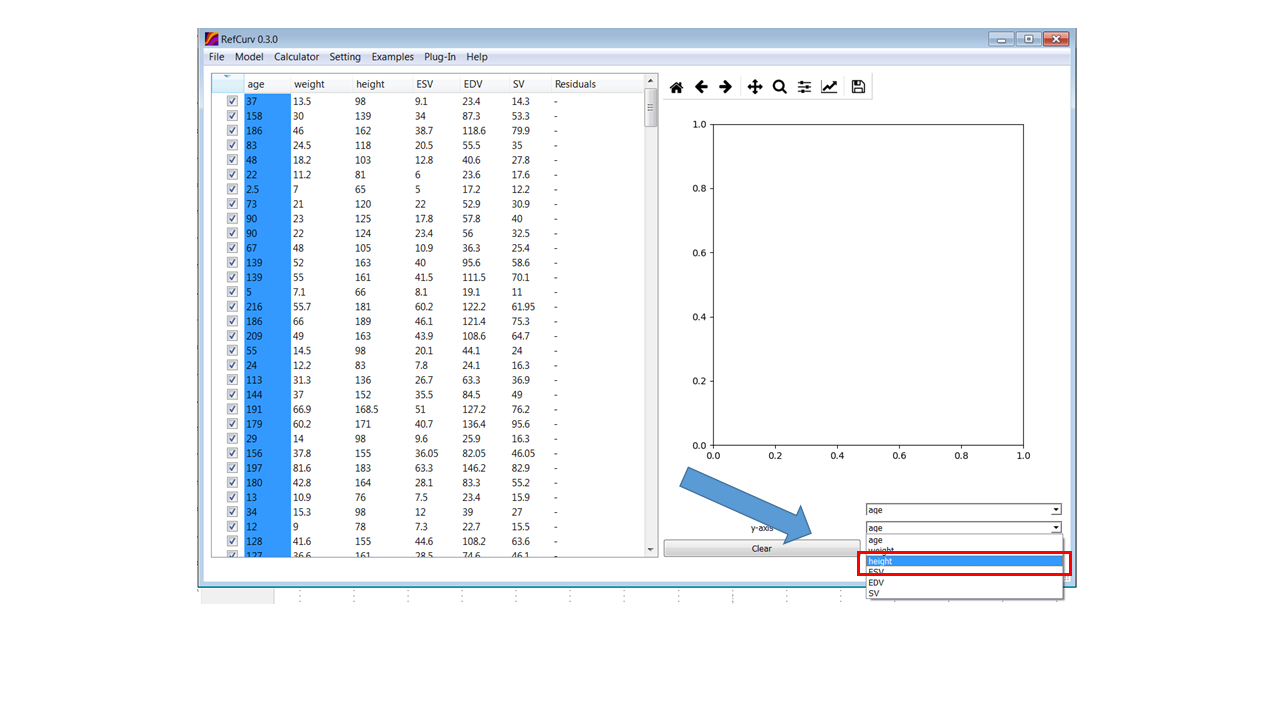 RefCurv 0.3.0
File Model Calculator Setting Examples Plug-In Help
age weight height ESV EDV SV Residuals
37 13.5 98 9.1 23.4 14.3 -
158 30 139 34 87.3 53.3 -
186 46 162 38.7 118.6 79.9 -
83 24.5 118 20.5 55.5 35 -
48 18.2 103 12.8 40.6 27.8 -
22 11.2 81 6 23.6 17.6 -
2.5 7 65 5 17.2 12.2 -
73 21 120 22 52.9 30.9 -
90 23 125 17.8 57.8 40 -
90 22 124 23.4 56 32.5 -
67 48 105 10.9 36.3 25.4 -
139 52 163 40 95.6 58.6 -
139 55 161 41.5 111.5 70.1 -
5 7.1 66 8.1 19.1 11 -
216 55.7 181 60.2 122.2 61.95 -
186 66 189 46.1 121.4 75.3 -
209 49 163 43.9 108.6 64.7 -
55 14.5 98 20.1 44.1 24 -
24 12.2 83 7.8 24.1 16.3 -
113 31.3 136 26.7 63.3 36.9 -
144 37 152 35.5 84.5 49 -
191 66.9 168.5 51 127.2 76.2 -
179 60.2 171 40.7 136.4 95.6 -
29 14 98 9.6 25.9 16.3 -
156 37.8 155 36.05 82.05 46.05 -
197 81.6 183 63.3 146.2 82.9 -
180 42.8 164 28.1 83.3 55.2 -
13 10.9 76 7.5 23.4 15.9 -
34 15.3 98 12 39 27 -
12 9 78 7.3 22.7 15.5 -
128 41.6 155 44.6 108.2 63.6 -
127 36.6 161 28.5 74.6 46.1 -
1.0
0.8
0.6
0.4
0.2
0.0
0.0 0.2 0.4 0.6 0.8 1.0
age
y-axis age
Clear
age
weight
height
ESV
EDV
SV